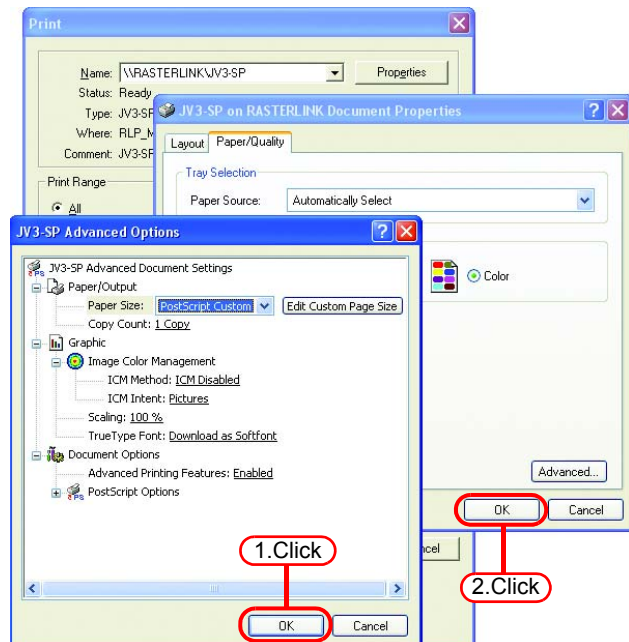 Print
Name: \\RASTERLINK\JV3-SP Properties
Status: Ready
Type: JV3-SP
Where: RLP_M
Comment: JV3-SP
Print Range
All
JV3-SP on RASTERLINK Document Properties
Layout Paper/Quality
Tray Selection
Paper Source: Automatically Select
Color
Advanced...
OK Cancel
2.Click
JV3-SP Advanced Options
JV3-SP Advanced Document Settings
Paper/Output
Paper Size: PostScript Custom Edit Custom Page Size
Copy Count: 1 Copy
Graphic
Image Color Management
ICM Method: ICM Disabled
ICM Intent: Pictures
Scaling: 100 %
TrueType Font: Download as Softfont
Document Options
Advanced Printing Features: Enabled
PostScript Options
1.Click
OK Cancel